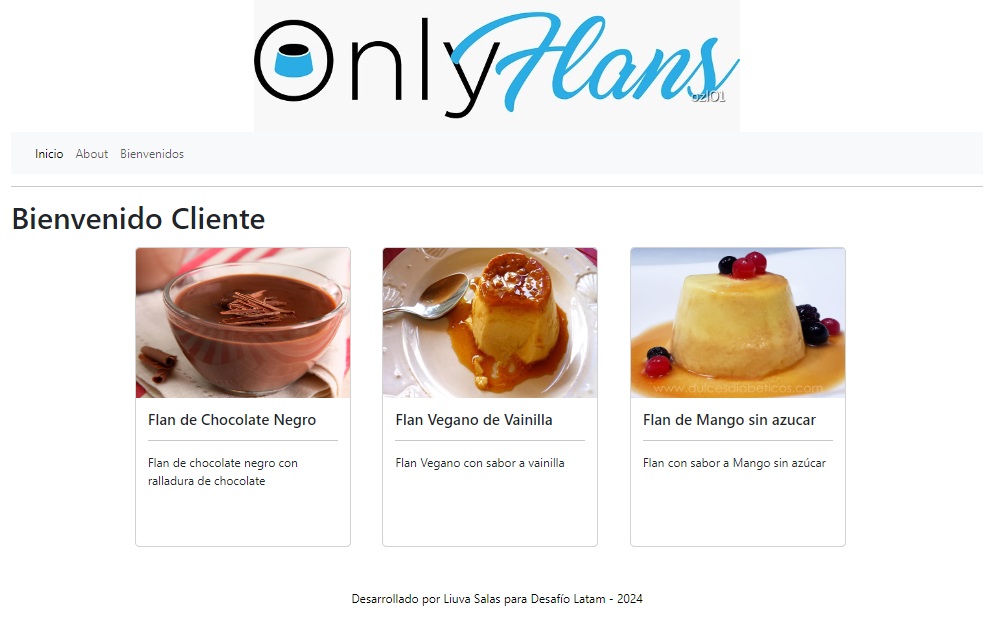 OnlyFlans
ozl01
Inicio About Bienvenidos
Bienvenido Cliente
www.dulcesdiabeticos.com
Flan de Chocolate Negro
Flan de chocolate negro con
ralladura de chocolate
Flan Vegano de Vainilla
Flan Vegano con sabor a vainilla
Flan de Mango sin azucar
Flan con sabor a Mango sin azúcar
Desarrollado por Liuva Salas para Desafío Latam - 2024